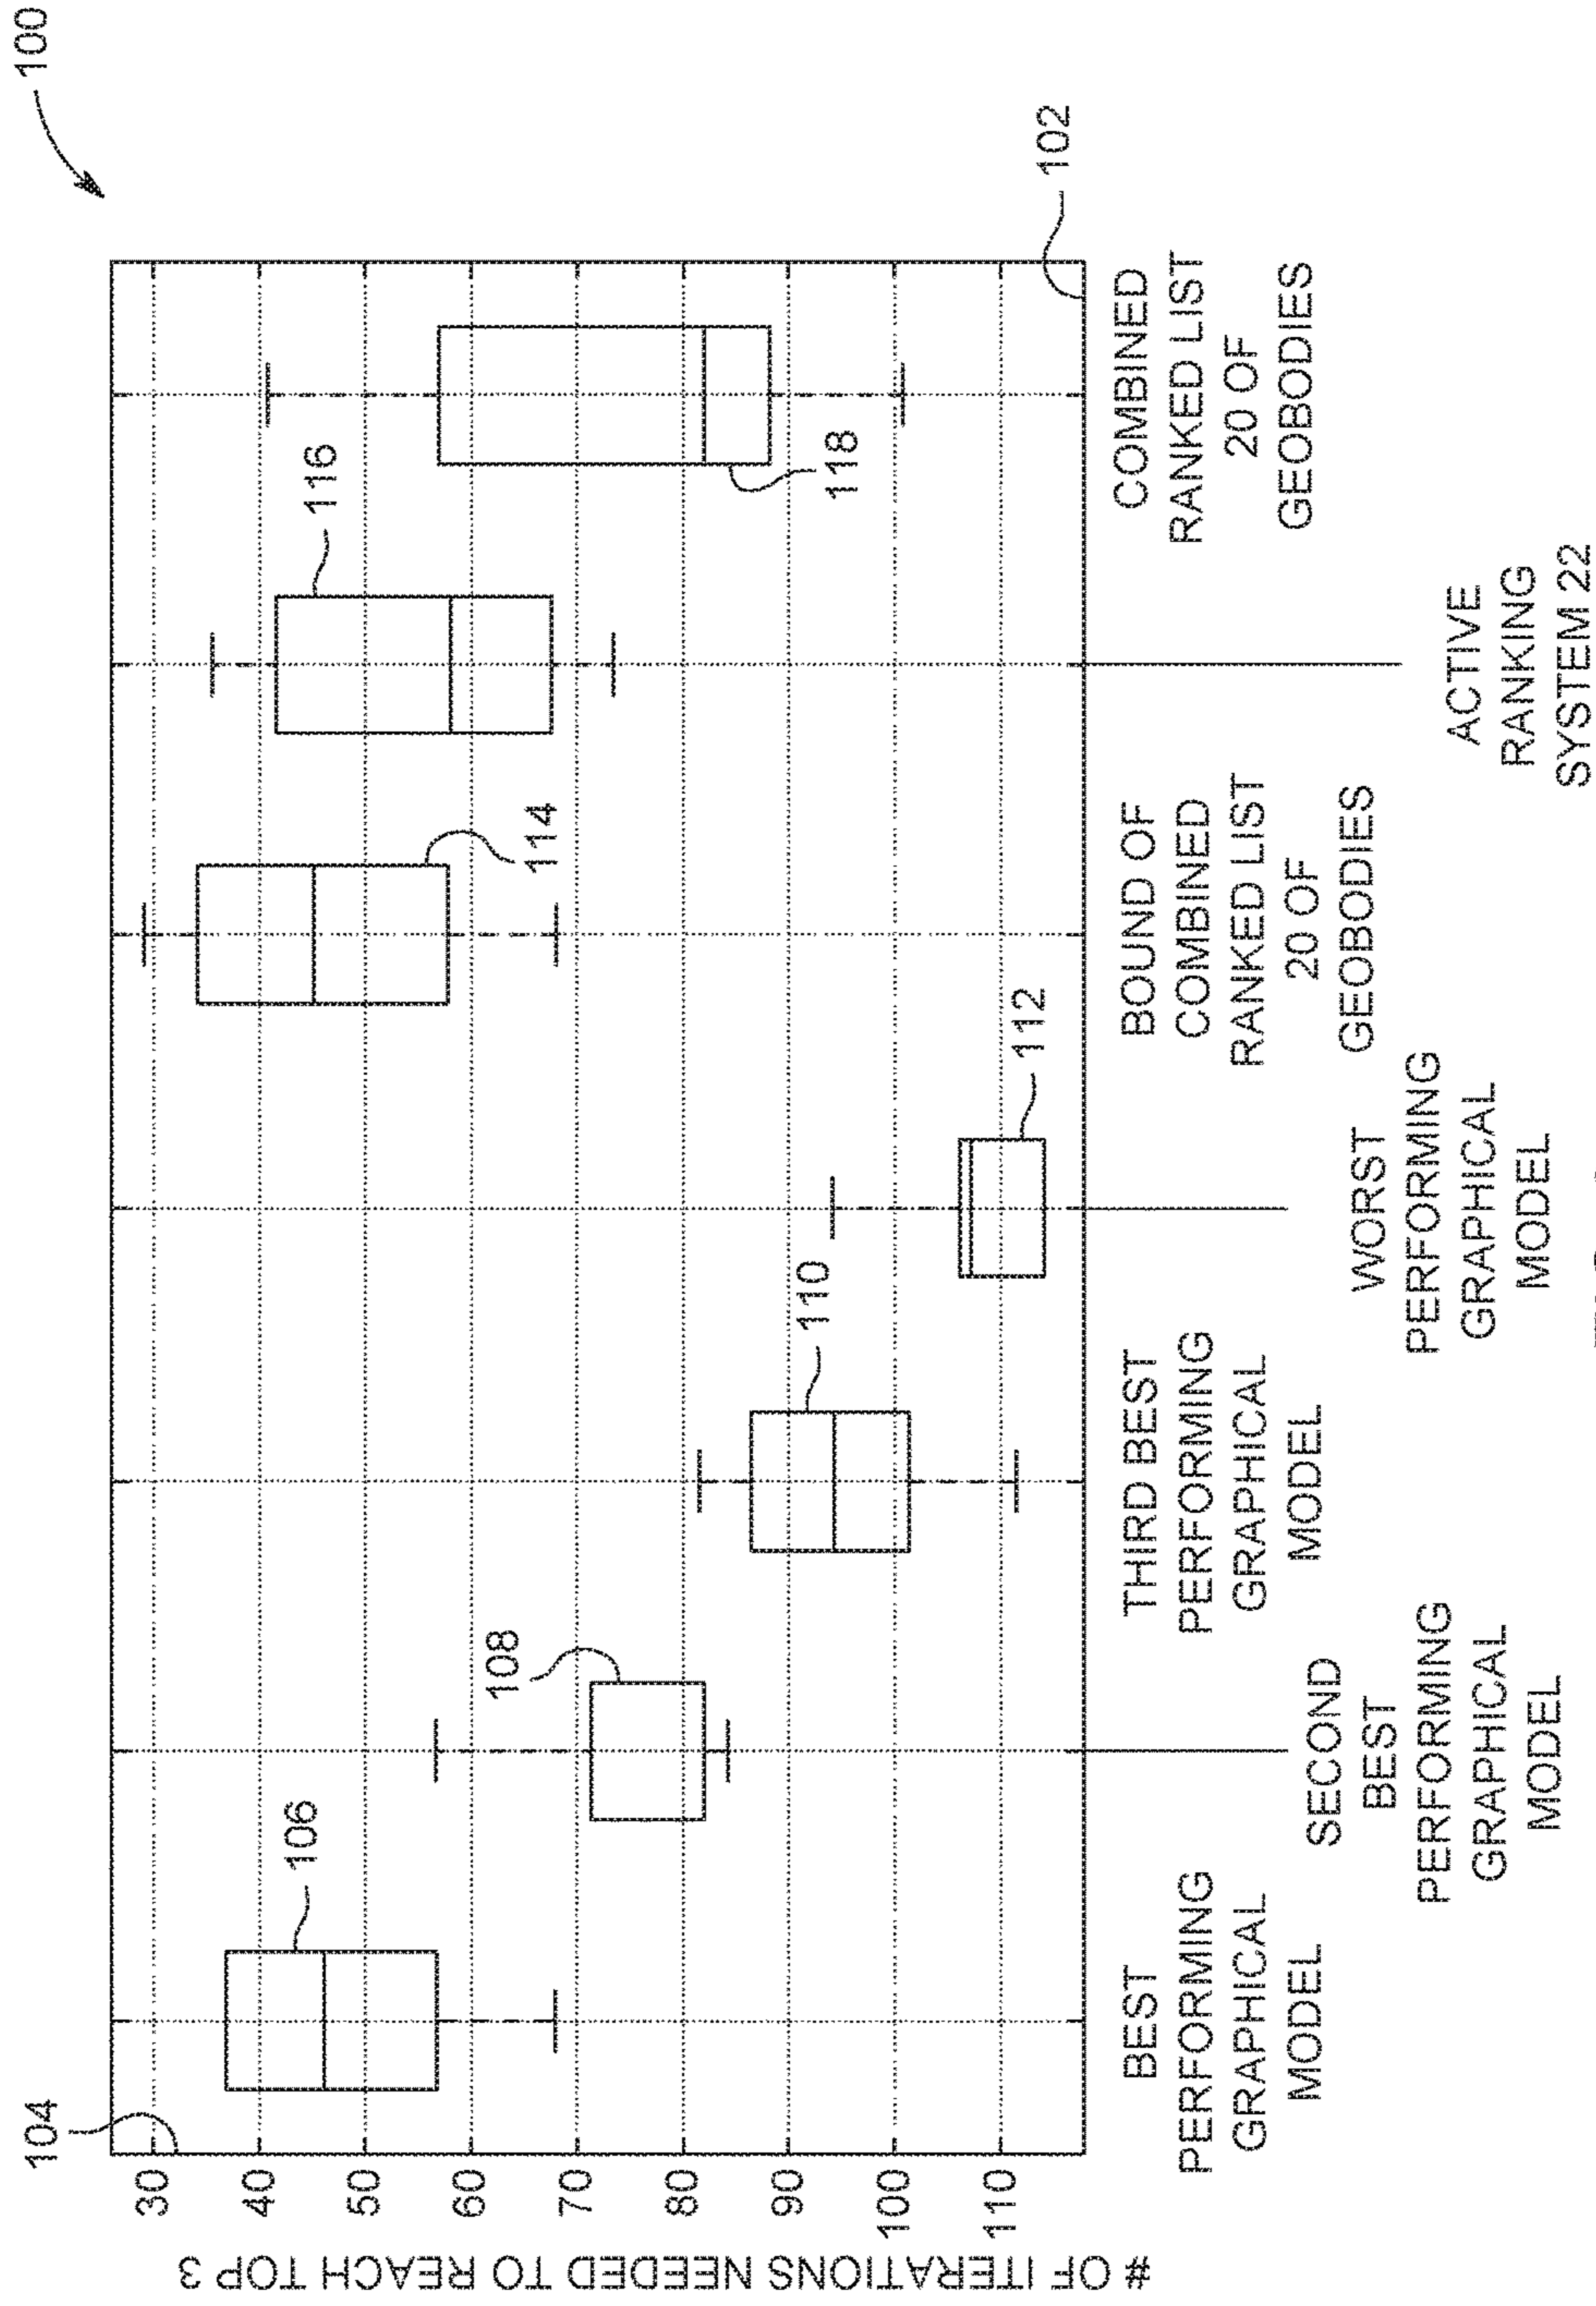 100
104
30
40
50
60
70
80
90
100
110
# OF ITERATIONS NEEDED TO REACH TOP 3
106
108
110
112
114
116
118
102
BEST
PERFORMING
GRAPHICAL
MODEL
SECOND
BEST
PERFORMING
GRAPHICAL
MODEL
THIRD BEST
PERFORMING
GRAPHICAL
MODEL
WORST
PERFORMING
GRAPHICAL
MODEL
BOUND OF
COMBINED
RANKED LIST
20 OF
GEOBODIES
ACTIVE
RANKING
SYSTEM 22
COMBINED
RANKED LIST
20 OF
GEOBODIES